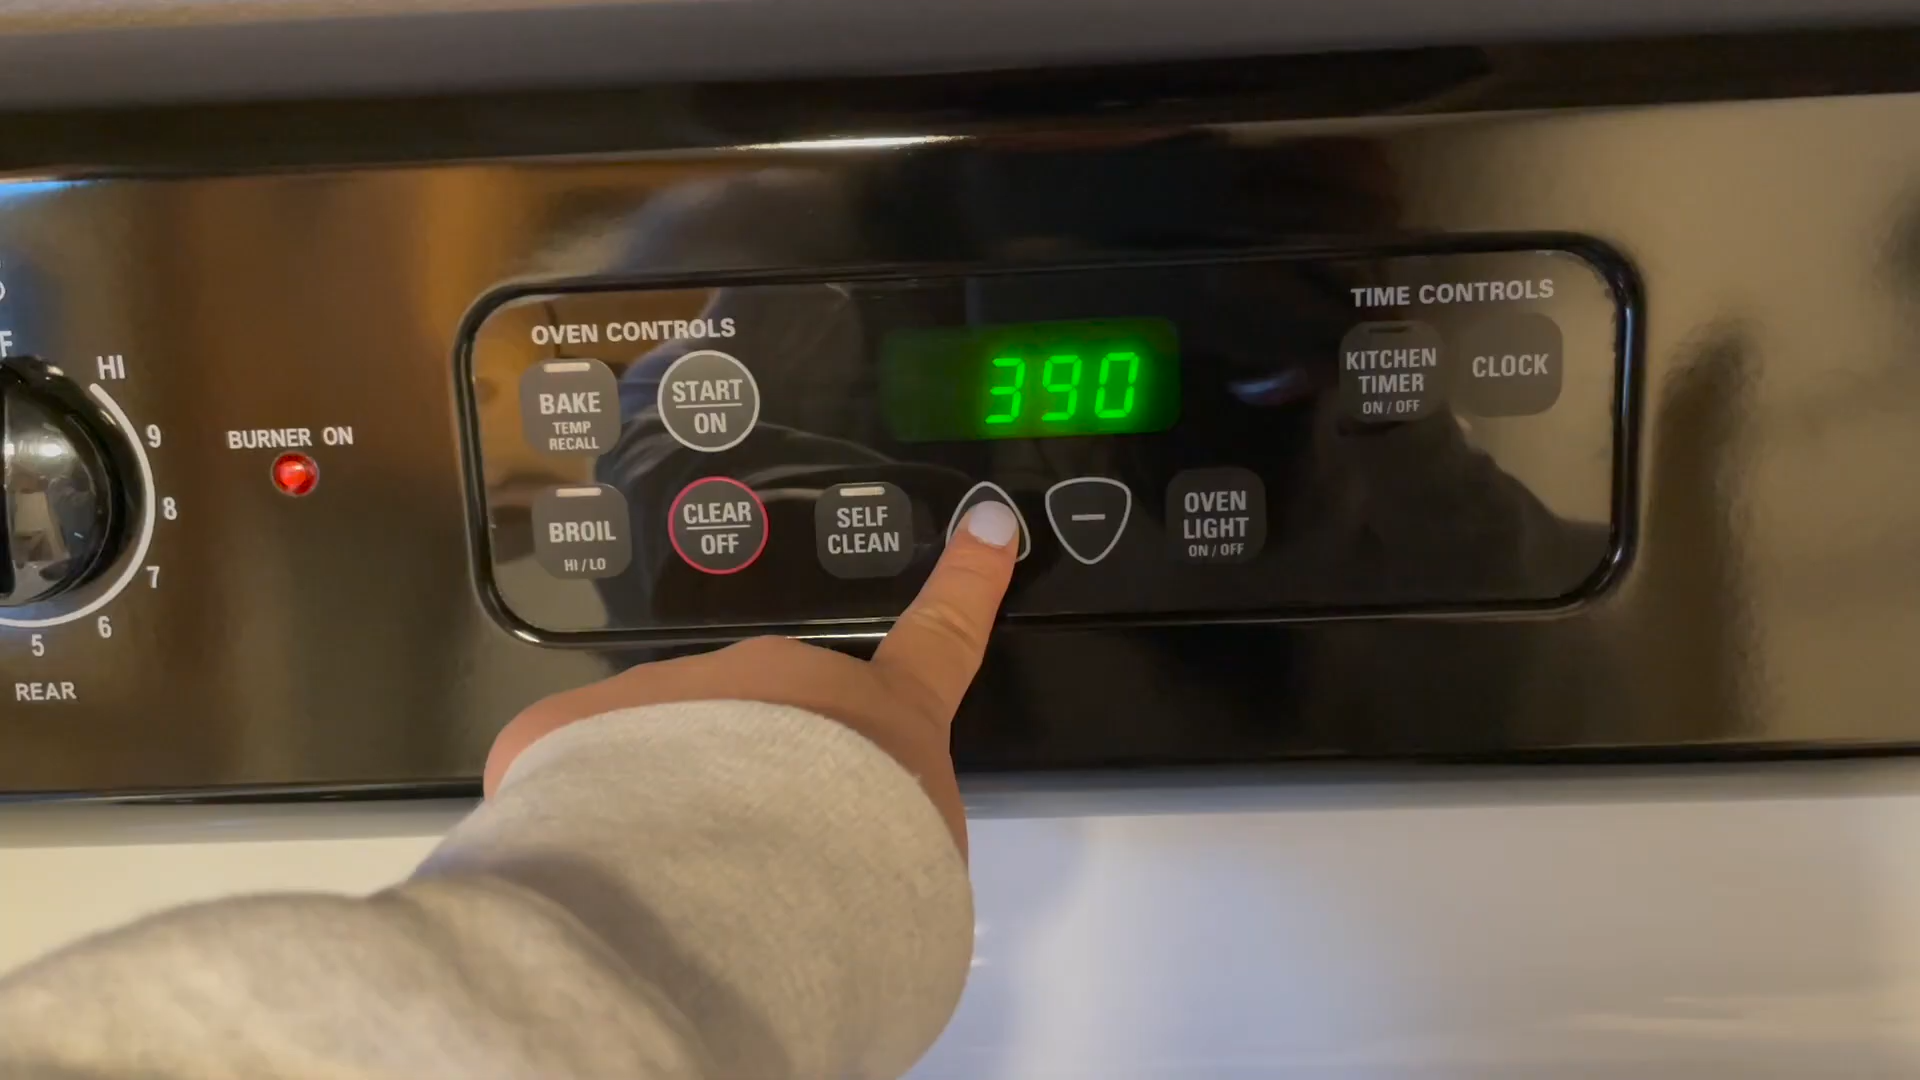 HI
9
8
7
6
5
REAR
BURNER ON
OVEN CONTROLS
BAKE
TEMP
RECALL
START
ON
BROIL
HI / LO
CLEAR
OFF
SELF
CLEAN
390
−
OVEN
LIGHT
ON / OFF
TIME CONTROLS
KITCHEN
TIMER
ON / OFF
CLOCK